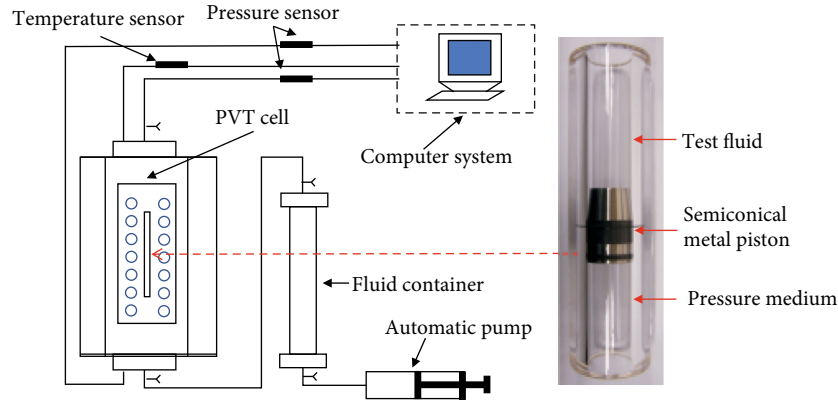 Temperature sensor
Pressure sensor
PVT cell
Computer system
Fluid container
Automatic pump
Test fluid
Semiconical
metal piston
Pressure medium